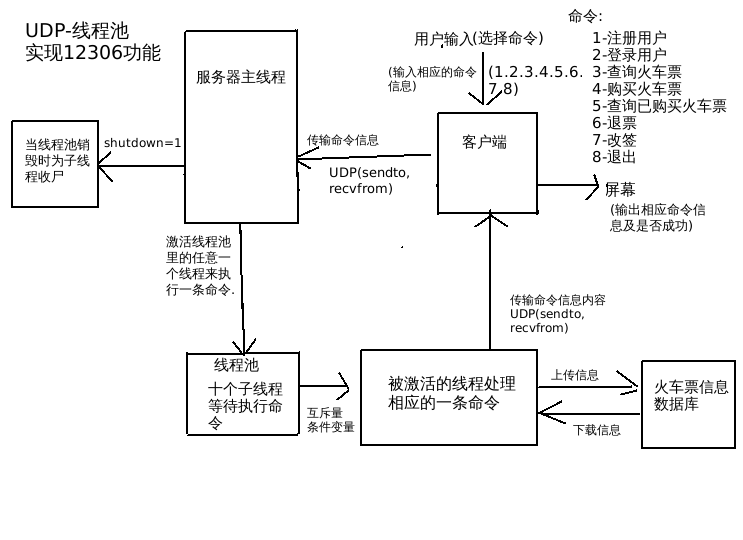 UDP-线程池
实现12306功能
命令:
1-注册用户
2-登录用户
3-查询火车票
4-购买火车票
5-查询已购买火车票
6-退票
7-改签
8-退出
用户输入(选择命令)
(输入相应的命令
信息)
(1.2.3.4.5.6.
7.8)
服务器主线程
客户端
当线程池销
毁时为子线
程收尸
shutdown=1
传输命令信息
UDP(sendto,
recvfrom)
屏幕
(输出相应命令信
息及是否成功)
激活线程池
里的任意一
个线程来执
行一条命令.
传输命令信息内容
UDP(sendto,
recvfrom)
线程池
十个子线程
等待执行命
令
互斥量
条件变量
被激活的线程处理
相应的一条命令
上传信息
下载信息
火车票信息
数据库